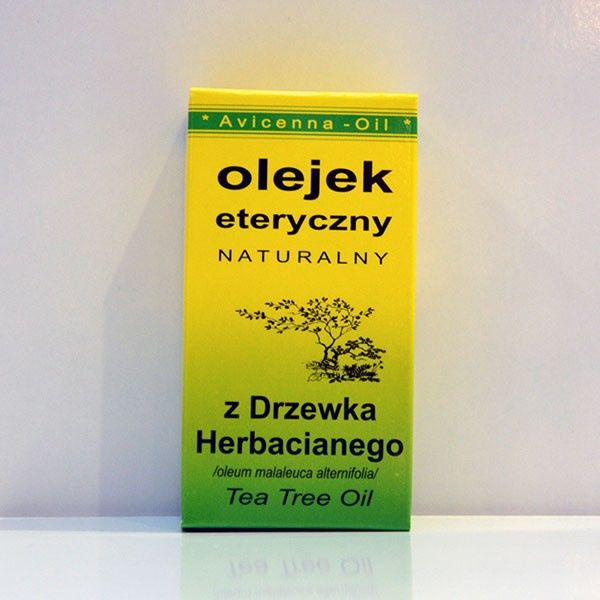 * Avicenna - Oil *
olejek
eteryczny
NATURALNY
z Drzewka
Herbacianego
/oleum malaleuca alternifolia/
Tea Tree Oil